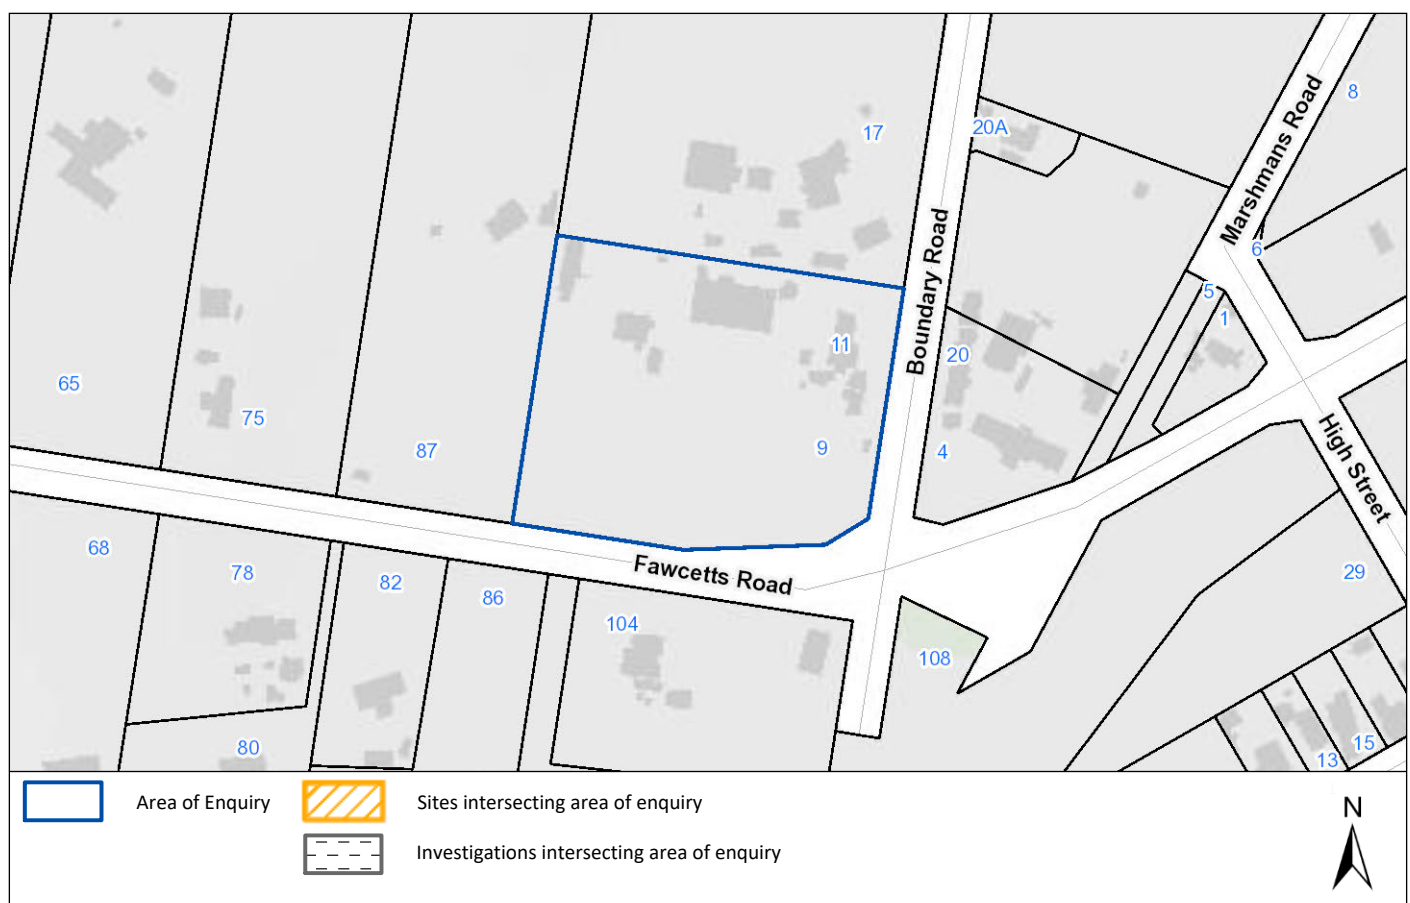 8
Marshmans Road
17
20A
6
5
1
Boundary Road
11
20
65
75
87
9
4
High Street
68
78
82
86
Fawcetts Road
104
29
108
80
15
13
Area of Enquiry
Sites intersecting area of enquiry
N
Investigations intersecting area of enquiry